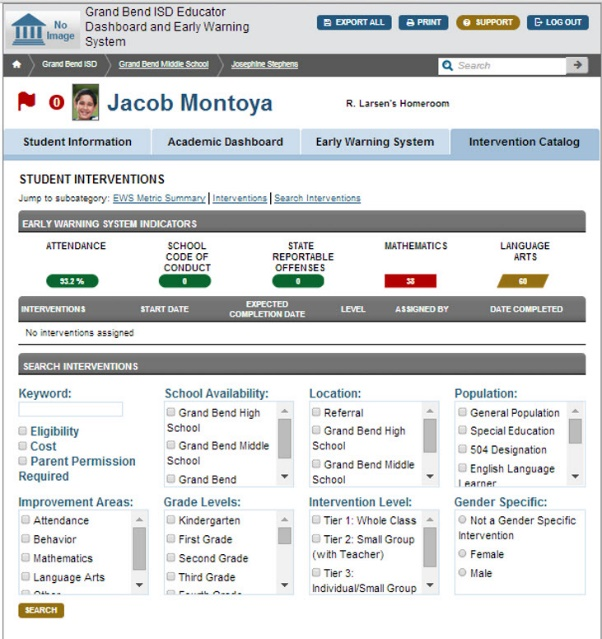 Grand Bend ISD Educator
Dashboard and Early Warning
System
No
Image
EXPORT ALL
PRINT
SUPPORT
LOG OUT
Grand Bend ISD
Grand Bend Middle School
Josephine Stephens
Search
0
Jacob Montoya
R. Larsen's Homeroom
Student Information
Academic Dashboard
Early Warning System
Intervention Catalog
STUDENT INTERVENTIONS
Jump to subcategory: EWS Metric Summary | Interventions | Search Interventions
EARLY WARNING SYSTEM INDICATORS
ATTENDANCE
93.2 %
SCHOOL
CODE OF
CONDUCT
0
STATE
REPORTABLE
OFFENSES
0
MATHEMATICS
38
LANGUAGE
ARTS
68
INTERVENTIONS
START DATE
EXPECTED
COMPLETION DATE
LEVEL
ASSIGNED BY
DATE COMPLETED
No interventions assigned
SEARCH INTERVENTIONS
Keyword:
Eligibility
Cost
Parent Permission
Required
School Availability:
Grand Bend High
School
Grand Bend Middle
School
Grand Bend
Location:
Referral
Grand Bend High
School
Grand Bend Middle
School
Population:
General Population
Special Education
504 Designation
English Language
Learner
Improvement Areas:
Attendance
Behavior
Mathematics
Language Arts
Other
Grade Levels:
Kindergarten
First Grade
Second Grade
Third Grade
Fourth Grade
Intervention Level:
Tier 1: Whole Class
Tier 2: Small Group
(with Teacher)
Tier 3:
Individual/Small Group
Gender Specific:
Not a Gender Specific
Intervention
Female
Male
SEARCH